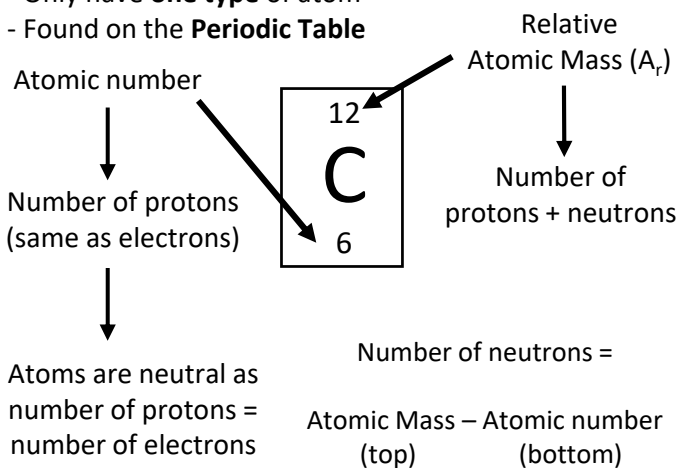 - Only have one type of atom
- Found on the Periodic Table
Relative
Atomic Mass (Ar)
Atomic number
12
C
6
Number of protons
(same as electrons)
Number of
protons + neutrons
Atoms are neutral as
number of protons =
number of electrons
Number of neutrons =
Atomic Mass – Atomic number
(top) (bottom)